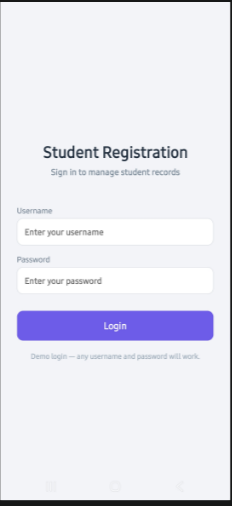 Student Registration
Sign in to manage student records
Username
Enter your username
Password
Enter your password
Login
Demo login — any username and password will work.